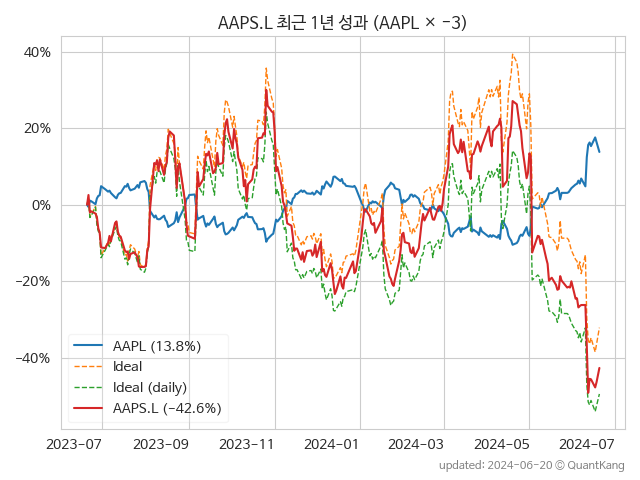 AAPS.L 최근 1년 성과 (AAPL × −3)
40%
20%
0%
−20%
−40%
AAPL (13.8%)
Ideal
Ideal (daily)
AAPS.L (−42.6%)
2023-07 2023-09 2023-11 2024-01 2024-03 2024-05 2024-07
updated: 2024-06-20 © QuantKang